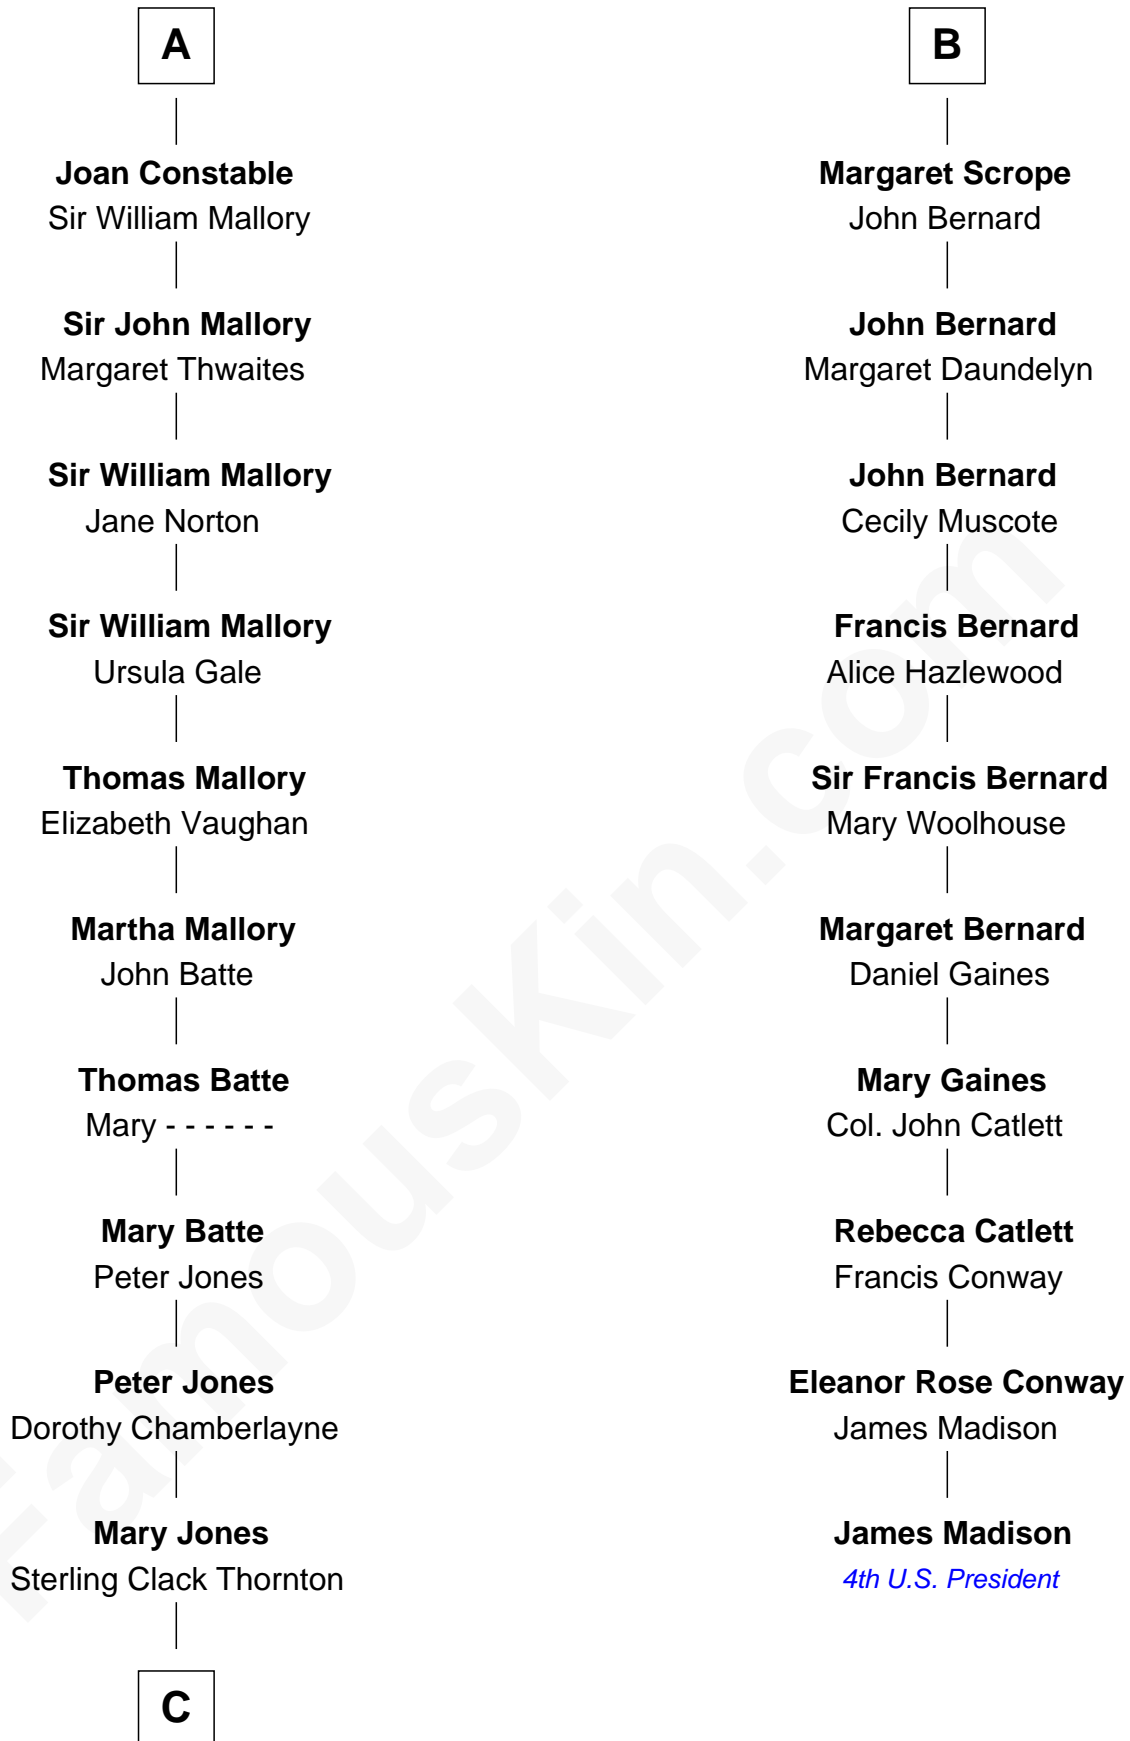 A
Joan Constable
Sir William Mallory
Sir John Mallory
Margaret Thwaites
Sir William Mallory
Jane Norton
Sir William Mallory
Ursula Gale
Thomas Mallory
Elizabeth Vaughan
Martha Mallory
John Batte
Thomas Batte
Mary - - - - - -
Mary Batte
Peter Jones
Peter Jones
Dorothy Chamberlayne
Mary Jones
Sterling Clack Thornton
C
B
Margaret Scrope
John Bernard
John Bernard
Margaret Daundelyn
John Bernard
Cecily Muscote
Francis Bernard
Alice Hazlewood
Sir Francis Bernard
Mary Woolhouse
Margaret Bernard
Daniel Gaines
Mary Gaines
Col. John Catlett
Rebecca Catlett
Francis Conway
Eleanor Rose Conway
James Madison
James Madison
4th U.S. President
FamousKin.com